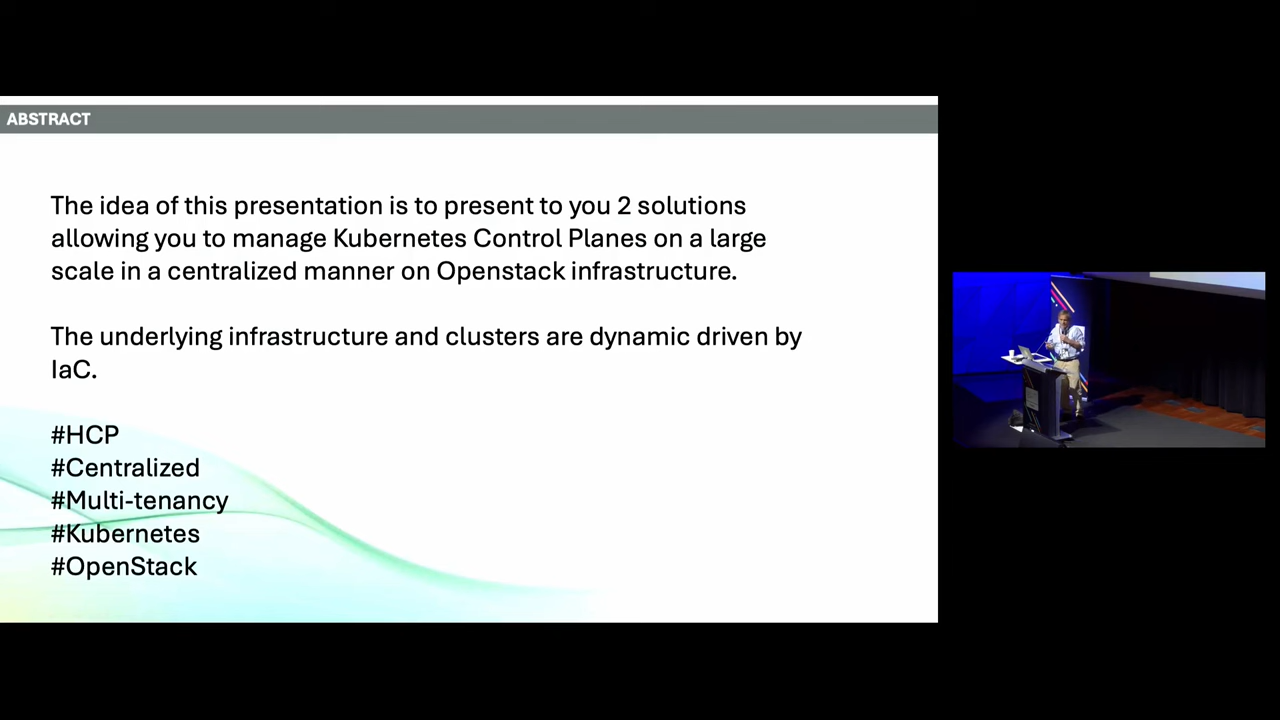 ABSTRACT
The idea of this presentation is to present to you 2 solutions
allowing you to manage Kubernetes Control Planes on a large
scale in a centralized manner on Openstack infrastructure.
The underlying infrastructure and clusters are dynamic driven by
IaC.
#HCP
#Centralized
#Multi-tenancy
#Kubernetes
#OpenStack